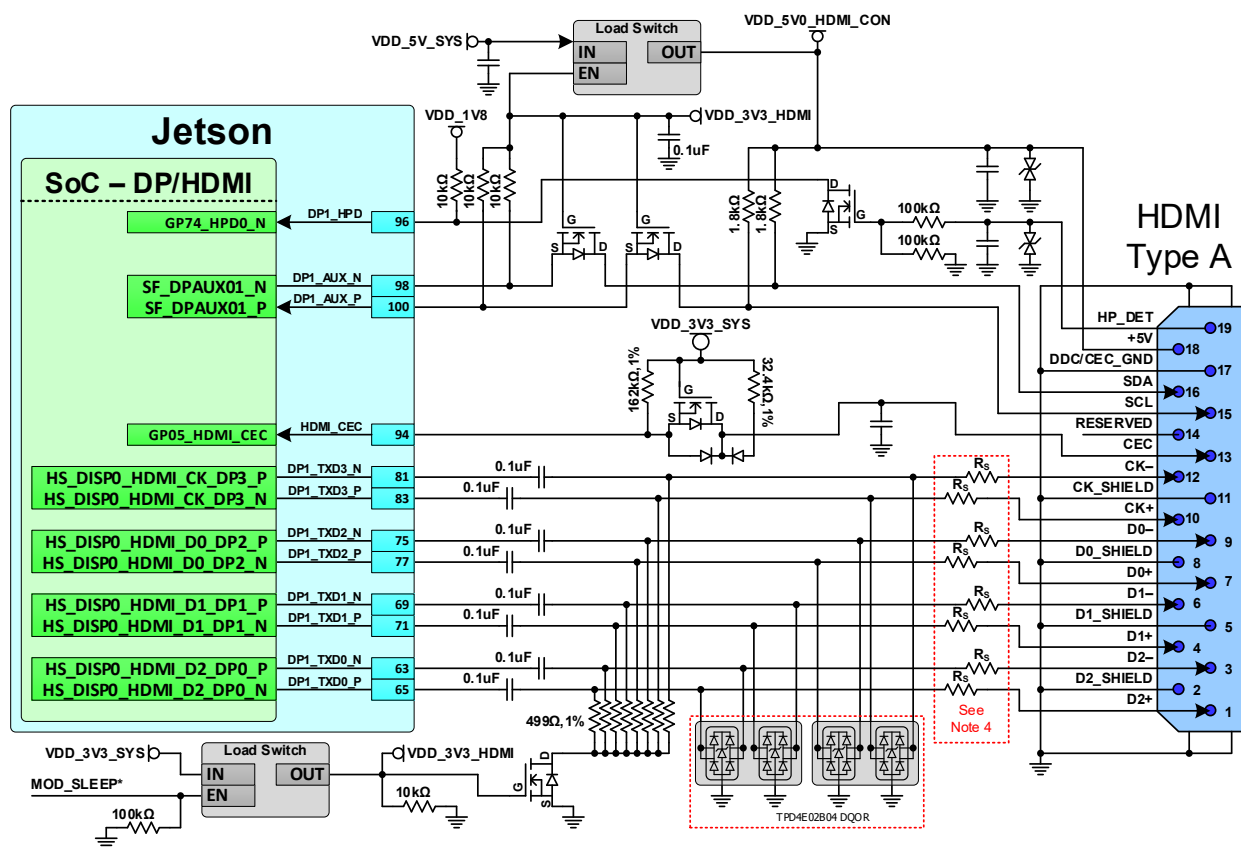 Load Switch
VDD_5V_SYS
IN
OUT
EN
VDD_5V0_HDMI_CON
Jetson
SoC – DP/HDMI
VDD_1V8
VDD_3V3_HDMI
0.1uF
10kΩ
10kΩ
10kΩ
1.8kΩ
1.8kΩ
D
G
S
100kΩ
100kΩ
G
S
D
G
S
D
GP74_HPD0_N
DP1_HPD
96
SF_DPAUX01_N
DP1_AUX_N
98
SF_DPAUX01_P
DP1_AUX_P
100
VDD_3V3_SYS
162kΩ,1%
32.4kΩ,1%
G
S
D
GP05_HDMI_CEC
HDMI_CEC
94
HS_DISP0_HDMI_CK_DP3_P
DP1_TXD3_N
81
0.1uF
HS_DISP0_HDMI_CK_DP3_N
DP1_TXD3_P
83
0.1uF
HS_DISP0_HDMI_D0_DP2_P
DP1_TXD2_N
75
0.1uF
HS_DISP0_HDMI_D0_DP2_N
DP1_TXD2_P
77
0.1uF
HS_DISP0_HDMI_D1_DP1_P
DP1_TXD1_N
69
0.1uF
HS_DISP0_HDMI_D1_DP1_N
DP1_TXD1_P
71
0.1uF
HS_DISP0_HDMI_D2_DP0_P
DP1_TXD0_N
63
0.1uF
HS_DISP0_HDMI_D2_DP0_N
DP1_TXD0_P
65
0.1uF
RS
RS
RS
RS
RS
RS
RS
RS
See
Note 4
499Ω,1%
HDMI
Type A
HP_DET
19
+5V
18
DDC/CEC_GND
17
SDA
16
SCL
15
RESERVED
14
CEC
13
CK–
12
CK_SHIELD
11
CK+
10
D0–
9
D0_SHIELD
8
D0+
7
D1–
6
D1_SHIELD
5
D1+
4
D2–
3
D2_SHIELD
2
D2+
1
VDD_3V3_SYS
Load Switch
IN
OUT
EN
MOD_SLEEP*
100kΩ
VDD_3V3_HDMI
10kΩ
D
G
S
TPD4E02B04 DQOR